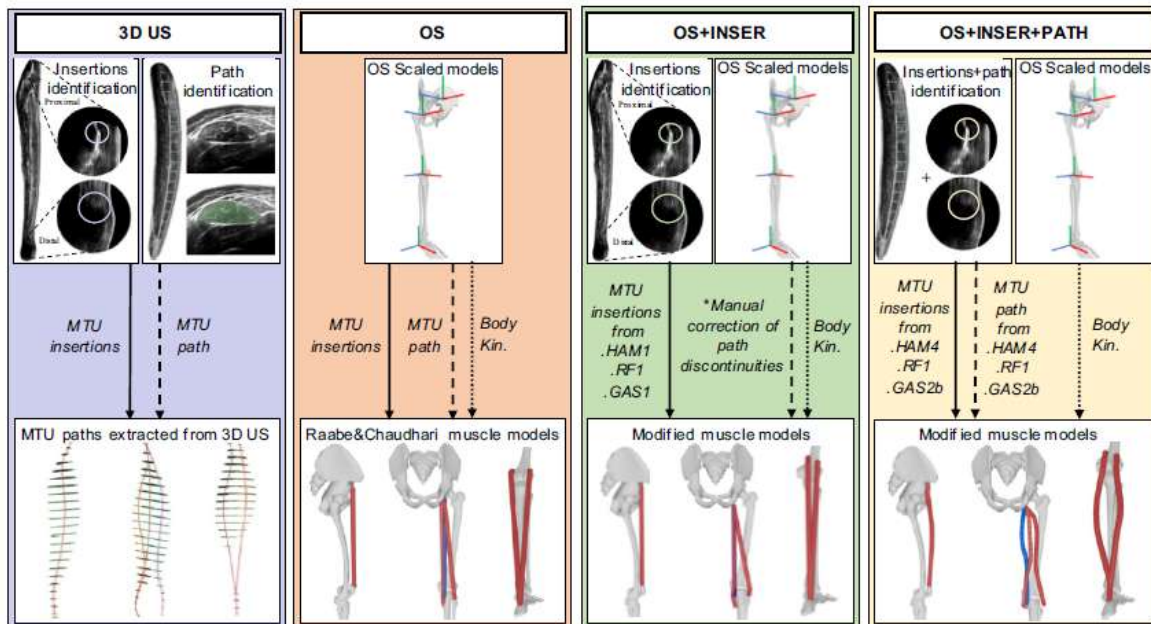 3D US
Insertions
identification
Proximal
Distal
Path
identification
MTU
insertions
MTU
path
MTU paths extracted from 3D US
OS
OS Scaled models
MTU
insertions
MTU
path
Body
Kin.
Raabe&Chaudhari muscle models
OS+INSER
Insertions
identification
Proximal
Distal
OS Scaled models
MTU
insertions
from
.HAM1
.RF1
.GAS1
*Manual
correction of
path
discontinuities
Body
Kin.
Modified muscle models
OS+INSER+PATH
Insertions+path
identification
+
OS Scaled models
MTU
insertions
from
.HAM4
.RF1
.GAS2b
MTU
path
from
.HAM4
.RF1
.GAS2b
Body
Kin.
Modified muscle models